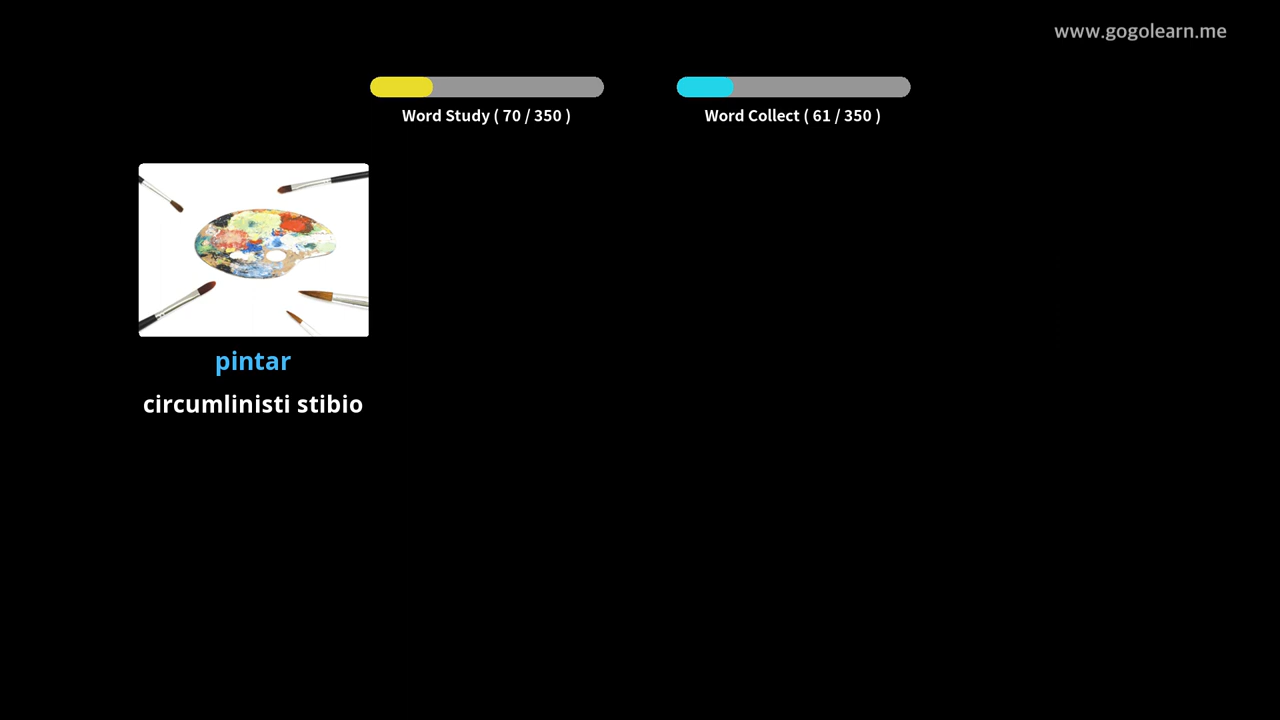 www.gogolearn.me
Word Study ( 70 / 350 )
Word Collect ( 61 / 350 )
pintar
circumlinisti stibio